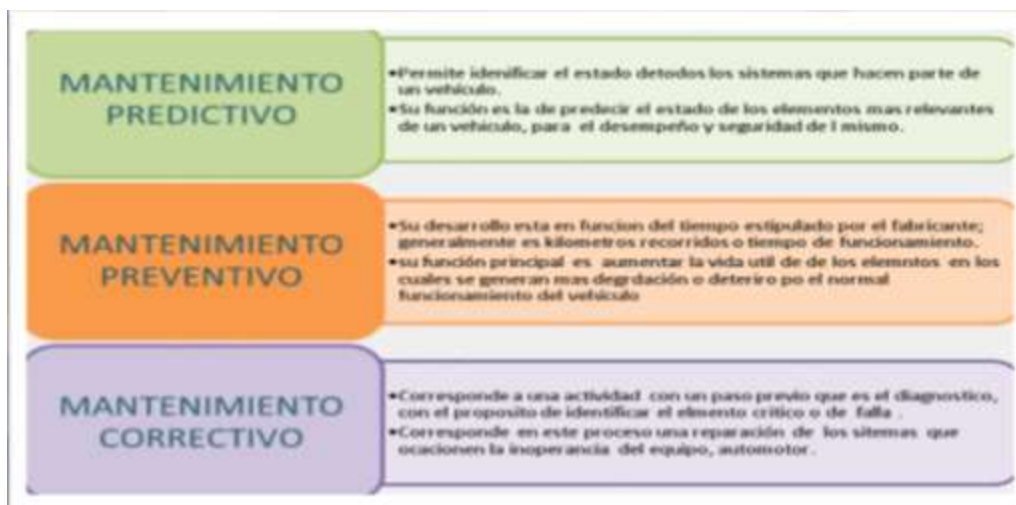 MANTENIMIENTO
PREDICTIVO
•Permite idenificar el estado detodos los sistemas que hacen parte de
un vehículo.
•Su función es la de predecir el estado de los elementos mas relevantes
de un vehículo, para el desempeño y seguridad de l mismo.
MANTENIMIENTO
PREVENTIVO
•Su desarrollo esta en funcion del tiempo estipulado por el fabricante;
generalmente es kilometros recorridos o tiempo de funcionamiento.
•su función principal es aumentar la vida util de de los elemntos en los
cuales se generan mas degrdación o deteriro po el normal
funcionamiento del vehículo
MANTENIMIENTO
CORRECTIVO
•Corresponde a una actividad con un paso previo que es el diagnostico,
con el proposito de identificar el elmento critico o de falla .
•Corresponde en este proceso una reparación de los sitemas que
ocacionen la inoperancia del equipo, automotor.